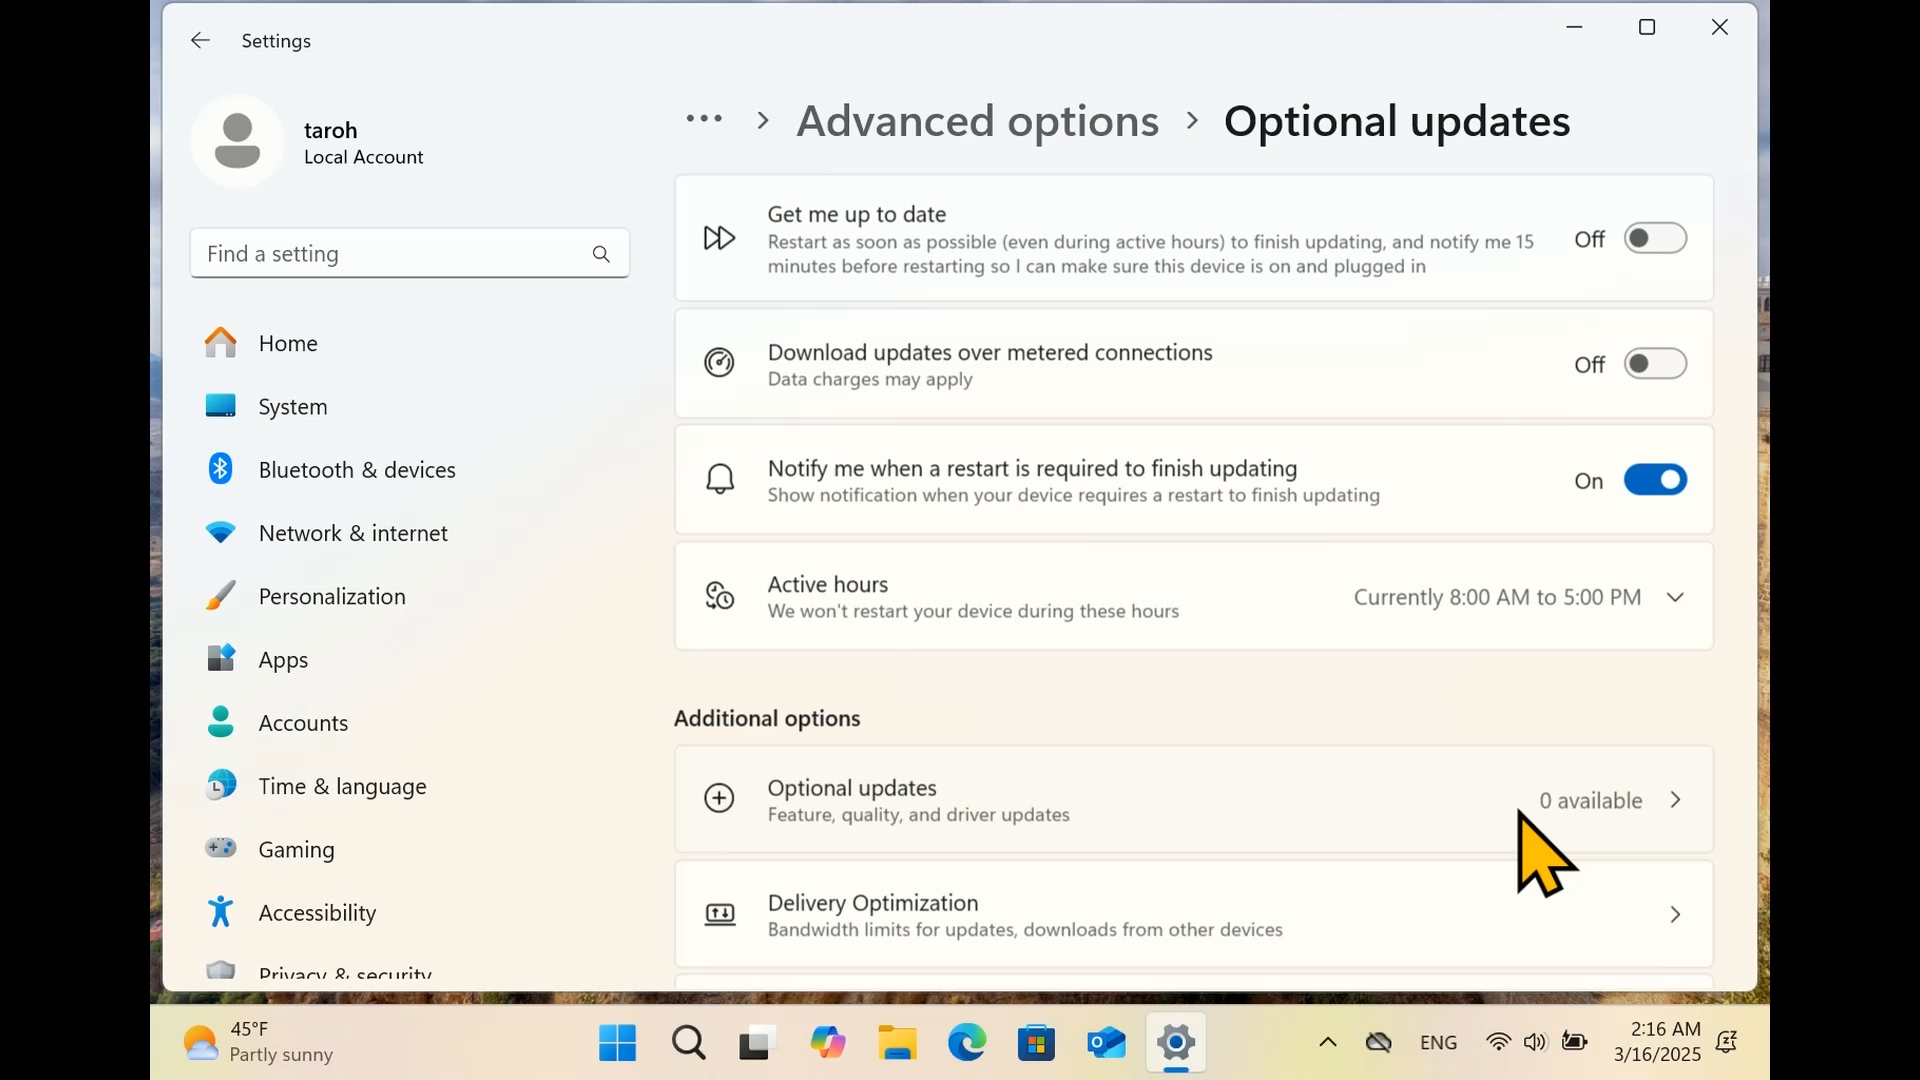 Settings
taroh
Local Account
Find a setting
Home
System
Bluetooth & devices
Network & internet
Personalization
Apps
Accounts
Time & language
Gaming
Accessibility
Privacy & security
... > Advanced options > Optional updates
Get me up to date
Restart as soon as possible (even during active hours) to finish updating, and notify me 15
minutes before restarting so I can make sure this device is on and plugged in
Off
Download updates over metered connections
Data charges may apply
Off
Notify me when a restart is required to finish updating
Show notification when your device requires a restart to finish updating
On
Active hours
We won't restart your device during these hours
Currently 8:00 AM to 5:00 PM
Additional options
Optional updates
Feature, quality, and driver updates
0 available
Delivery Optimization
Bandwidth limits for updates, downloads from other devices
45°F
Partly sunny
ENG
2:16 AM
3/16/2025